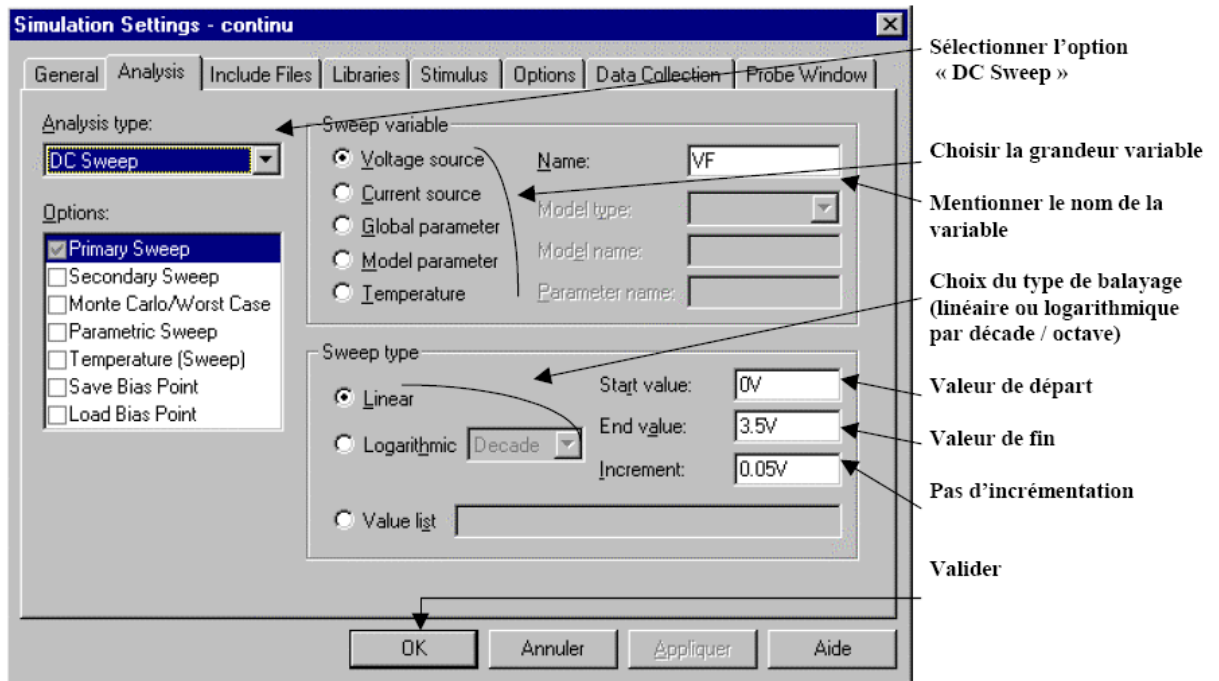 Simulation Settings - continu
General
Analysis
Include Files
Libraries
Stimulus
Options
Data Collection
Probe Window
Analysis type:
DC Sweep
Options:
Primary Sweep
Secondary Sweep
Monte Carlo/Worst Case
Parametric Sweep
Temperature (Sweep)
Save Bias Point
Load Bias Point
Sweep variable
Voltage source
Current source
Global parameter
Model parameter
Temperature
Name:
VF
Model type:
Model name:
Parameter name:
Sweep type
Linear
Logarithmic
Decade
Value list
Start value:
0V
End value:
3.5V
Increment:
0.05V
OK
Annuler
Appliquer
Aide
Sélectionner l'option
« DC Sweep »
Choisir la grandeur variable
Mentionner le nom de la
variable
Choix du type de balayage
(linéaire ou logarithmique
par décade / octave)
Valeur de départ
Valeur de fin
Pas d'incrémentation
Valider